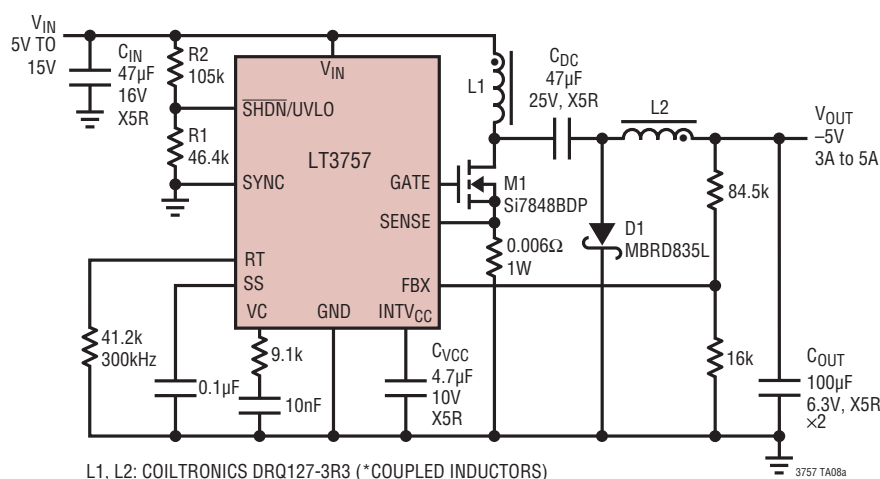 VIN
5V TO
15V
CIN
47µF
16V
X5R
R2
105k
R1
46.4k
VIN
SHDN/UVLO
LT3757
SYNC
GATE
SENSE
RT
SS
VC
GND
INTVCC
FBX
L1
CDC
47µF
25V, X5R
L2
VOUT
–5V
3A to 5A
M1
Si7848BDP
0.006Ω
1W
D1
MBRD835L
84.5k
16k
COUT
100µF
6.3V, X5R
×2
41.2k
300kHz
0.1µF
9.1k
10nF
CVCC
4.7µF
10V
X5R
3757 TA08a
L1, L2: COILTRONICS DRQ127-3R3 (*COUPLED INDUCTORS)